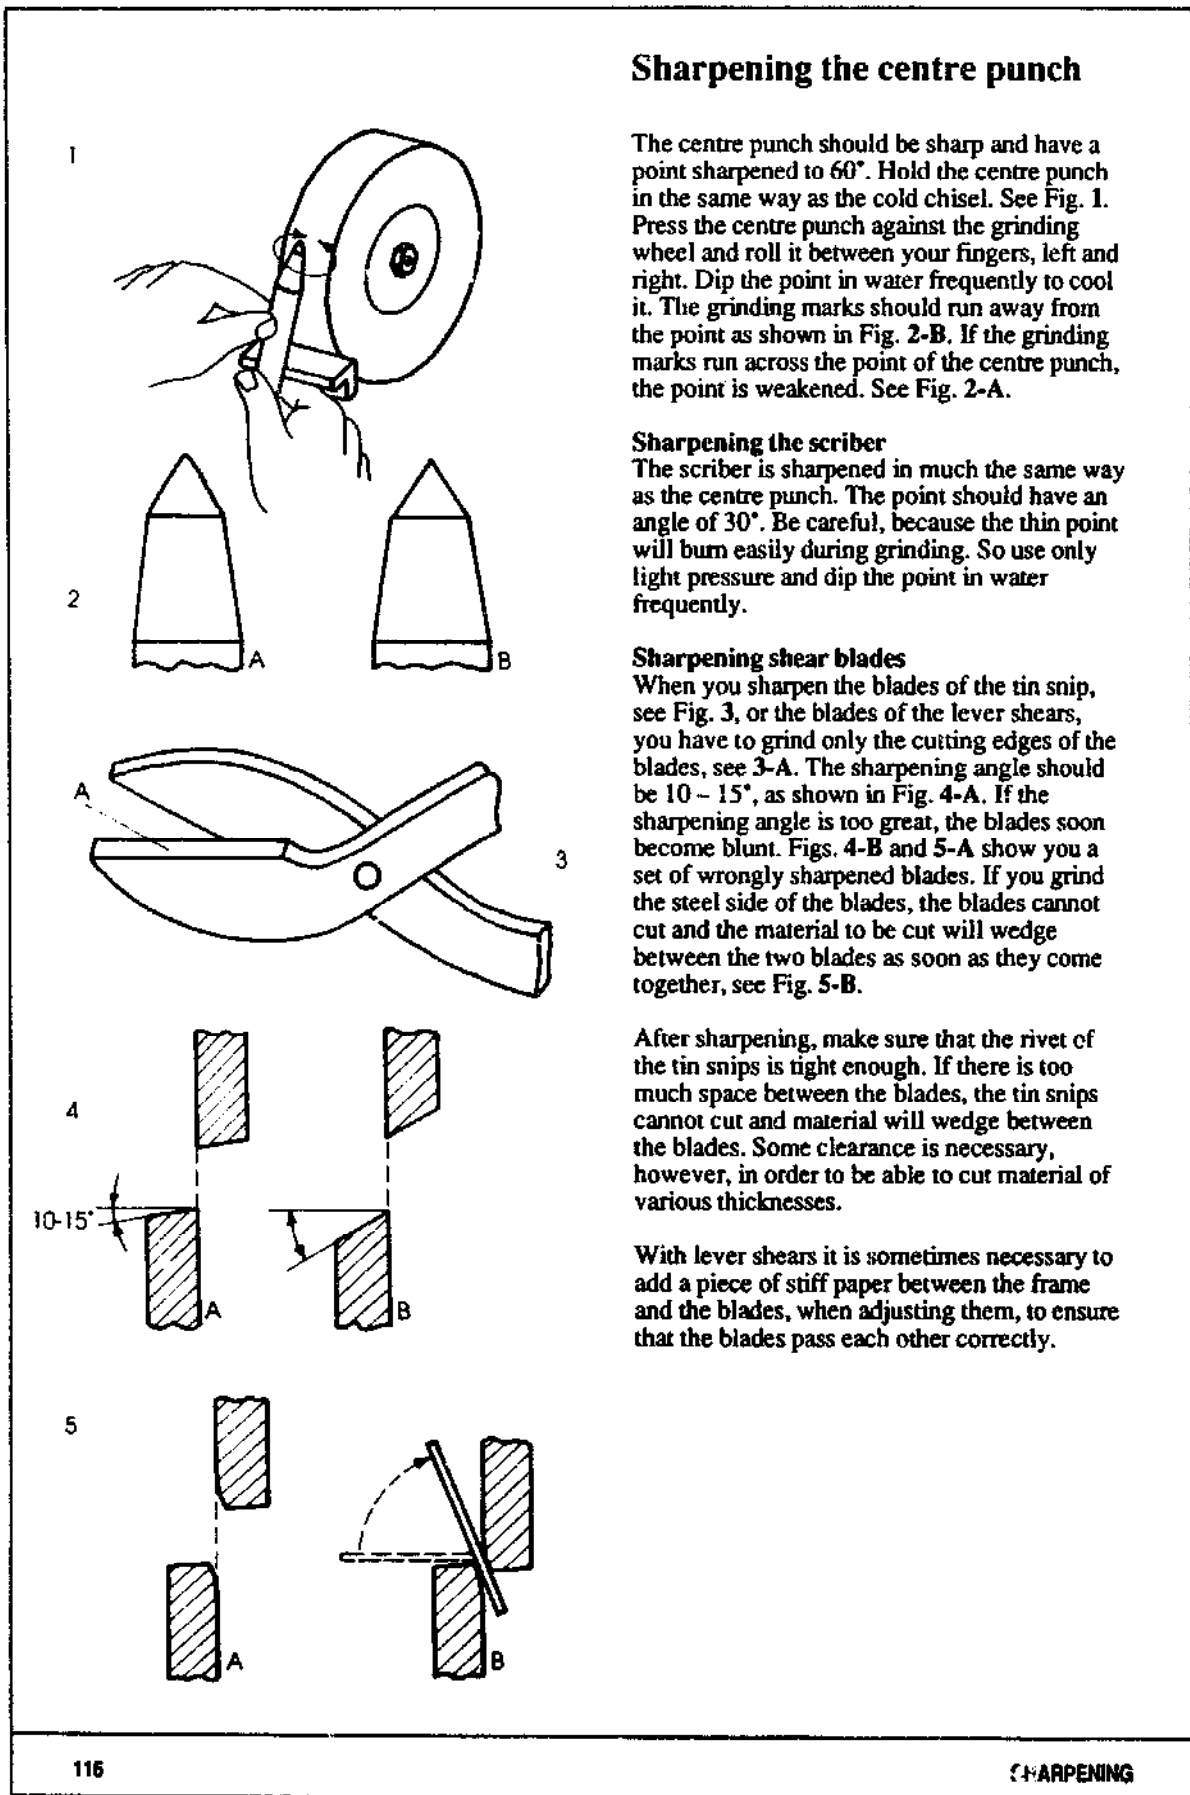 Sharpening the centre punch
The centre punch should be sharp and have a
point sharpened to 60°. Hold the centre punch
in the same way as the cold chisel. See Fig. 1.
Press the centre punch against the grinding
wheel and roll it between your fingers, left and
right. Dip the point in water frequently to cool
it. The grinding marks should run away from
the point as shown in Fig. 2-B. If the grinding
marks run across the point of the centre punch,
the point is weakened. See Fig. 2-A.
Sharpening the scriber
The scriber is sharpened in much the same way
as the centre punch. The point should have an
angle of 30°. Be careful, because the thin point
will burn easily during grinding. So use only
light pressure and dip the point in water
frequently.
Sharpening shear blades
When you sharpen the blades of the tin snip,
see Fig. 3, or the blades of the lever shears,
you have to grind only the cutting edges of the
blades, see 3-A. The sharpening angle should
be 10 – 15°, as shown in Fig. 4-A. If the
sharpening angle is too great, the blades soon
become blunt. Figs. 4-B and 5-A show you a
set of wrongly sharpened blades. If you grind
the steel side of the blades, the blades cannot
cut and the material to be cut will wedge
between the two blades as soon as they come
together, see Fig. 5-B.
After sharpening, make sure that the rivet of
the tin snips is tight enough. If there is too
much space between the blades, the tin snips
cannot cut and material will wedge between
the blades. Some clearance is necessary,
however, in order to be able to cut material of
various thicknesses.
With lever shears it is sometimes necessary to
add a piece of stiff paper between the frame
and the blades, when adjusting them, to ensure
that the blades pass each other correctly.
1
2
A
B
A
3
4
10-15°
A
B
5
A
B
116
SHARPENING